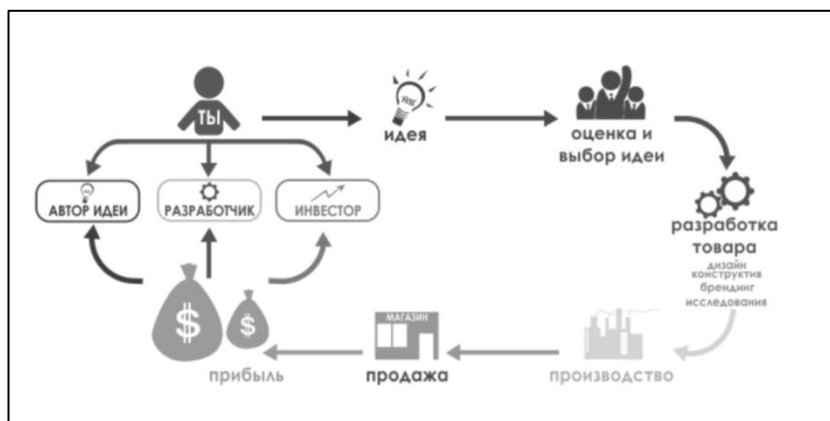 ТЫ
идея
оценка и
выбор идеи
АВТОР ИДЕИ
РАЗРАБОТЧИК
ИНВЕСТОР
разработка
товара
дизайн
конструктив
брендинг
исследования
$
$
МАГАЗИН
прибыль
продажа
производство